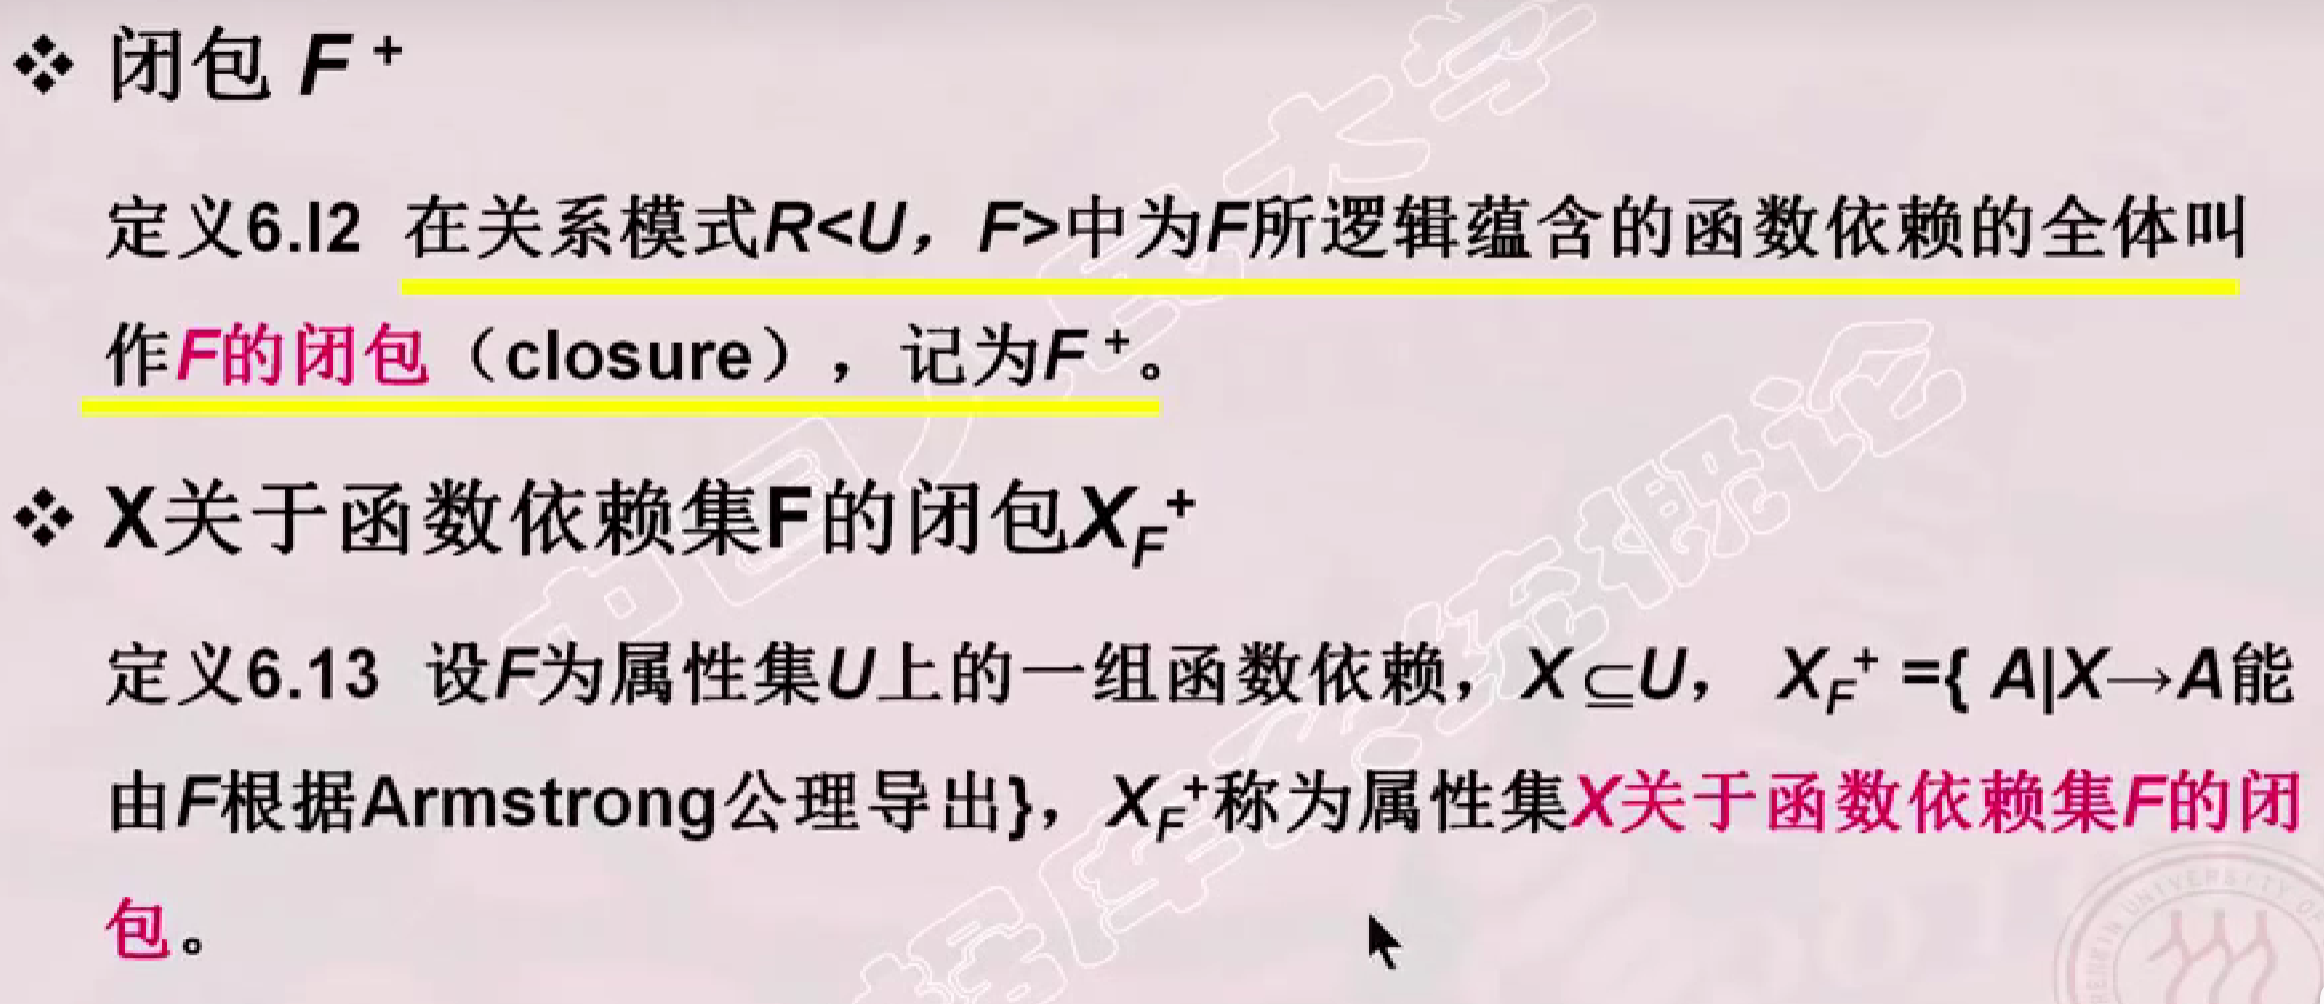 ❖ 闭包 F⁺
定义6.I2 在关系模式R<U，F>中为F所逻辑蕴含的函数依赖的全体叫
作F的闭包（closure），记为F⁺。
❖ X关于函数依赖集F的闭包X_F⁺
定义6.13 设F为属性集U上的一组函数依赖，X⊆U， X_F⁺ ={ A|X→A能
由F根据Armstrong公理导出}，X_F⁺称为属性集X关于函数依赖集F的闭
包。